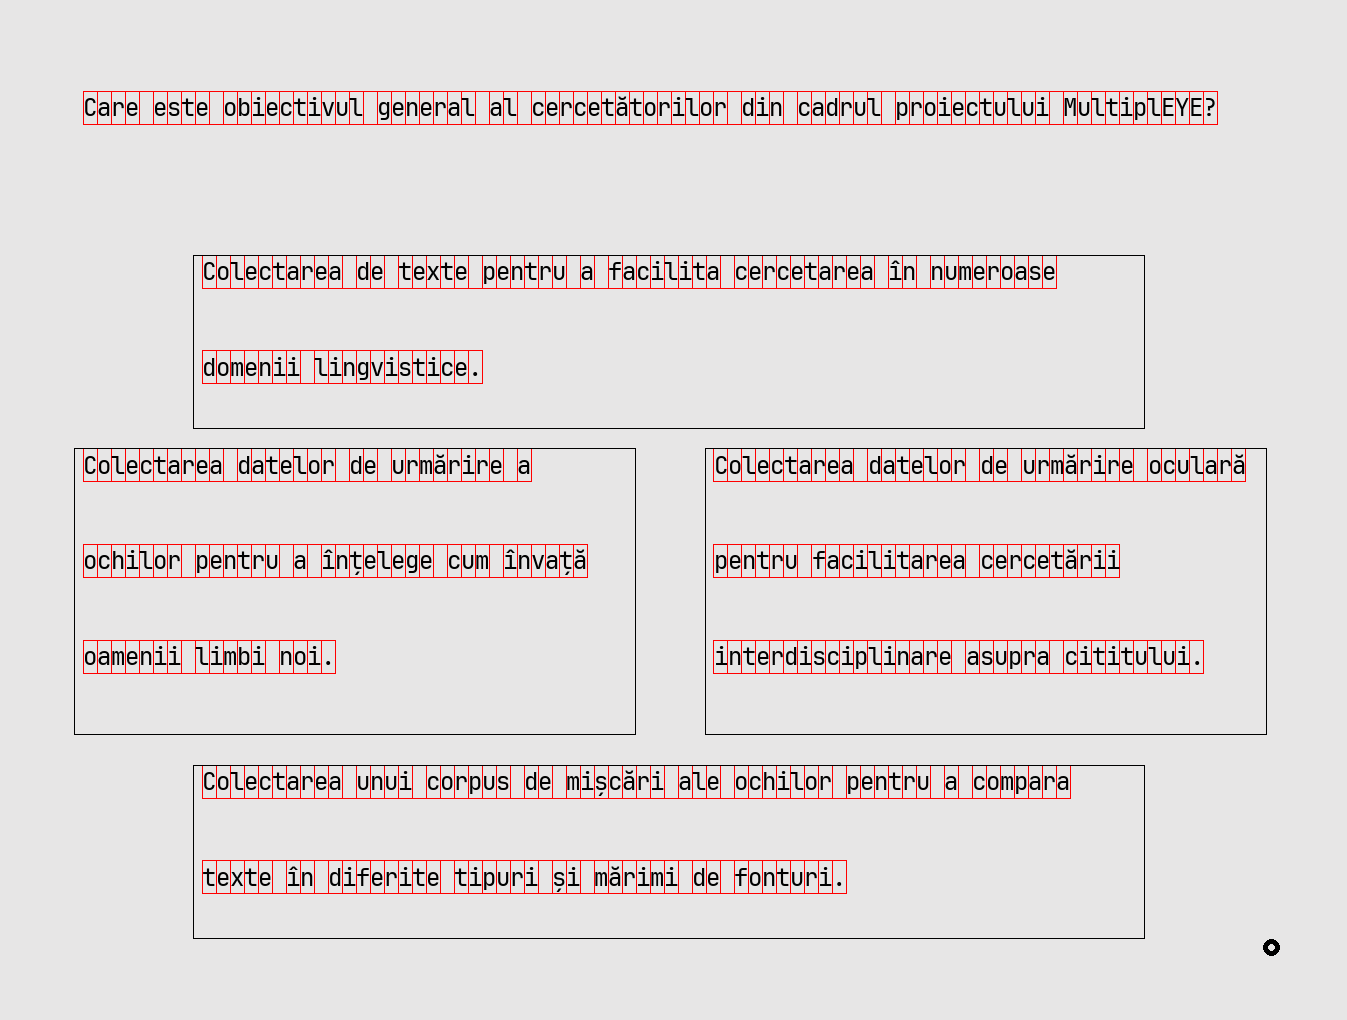 Care este obiectivul general al cercetătorilor din cadrul proiectului MultiplEYE?
Colectarea de texte pentru a facilita cercetarea în numeroase
domenii lingvistice.
Colectarea datelor de urmărire a
ochilor pentru a înțelege cum învață
oamenii limbi noi.
Colectarea datelor de urmărire oculară
pentru facilitarea cercetării
interdisciplinare asupra cititului.
Colectarea unui corpus de mișcări ale ochilor pentru a compara
texte în diferite tipuri și mărimi de fonturi.